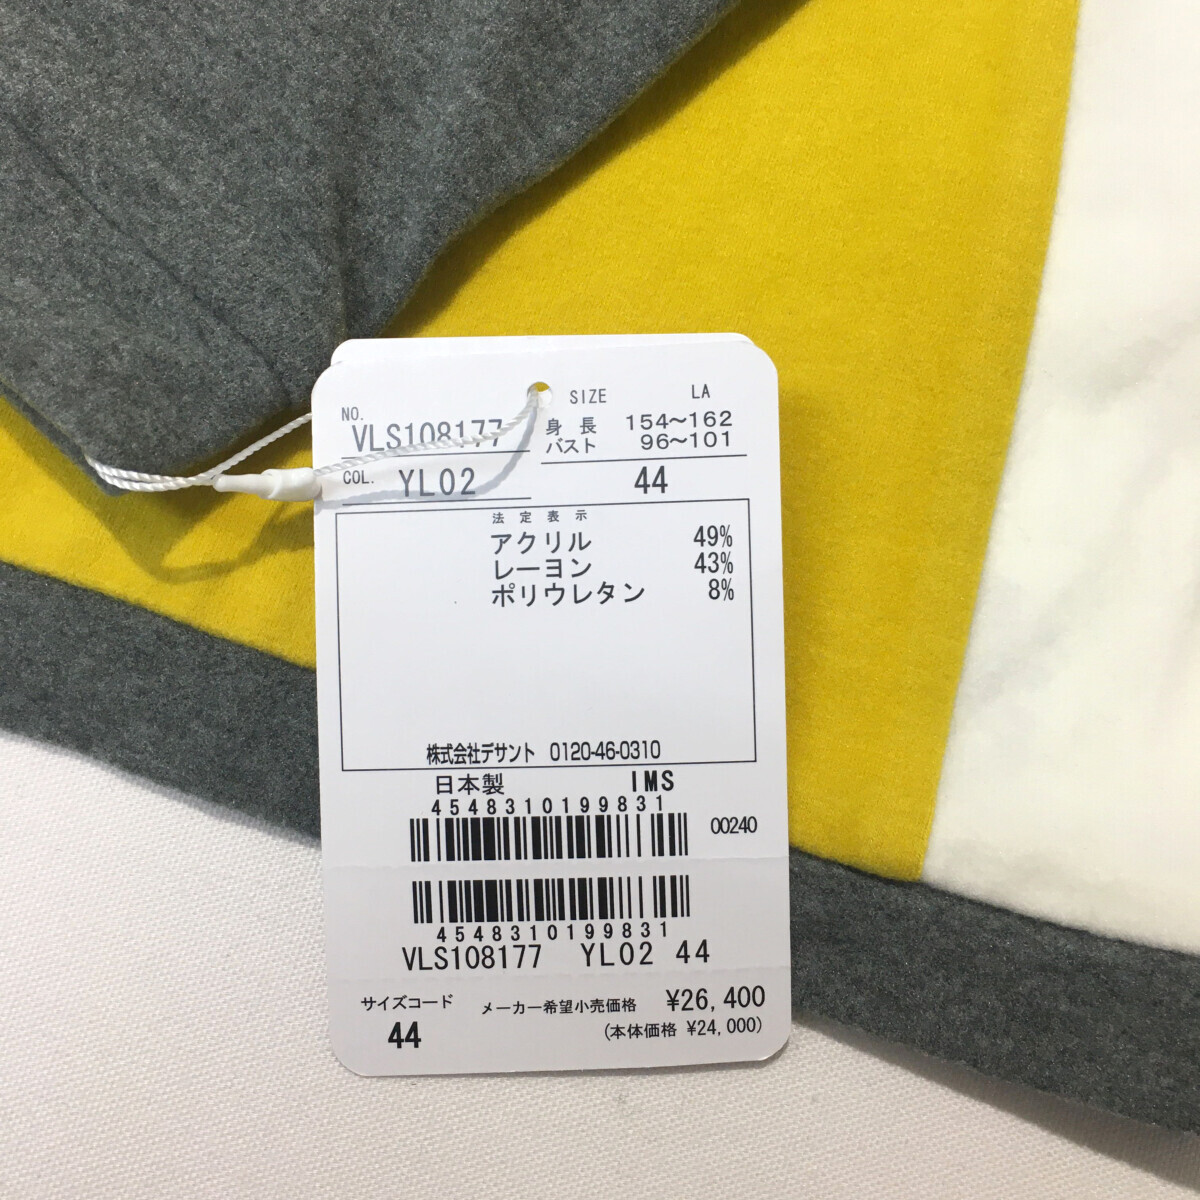 NO.
VLS108177
COL. YL02
SIZE LA
身長 154〜162
バスト 96〜101
44
法定表示
アクリル 49%
レーヨン 43%
ポリウレタン 8%
株式会社デサント 0120-46-0310
日本製 IMS
4548310199831
00240
4548310199831
VLS108177 YL02 44
サイズコード メーカー希望小売価格 ¥26,400
44 (本体価格 ¥24,000)